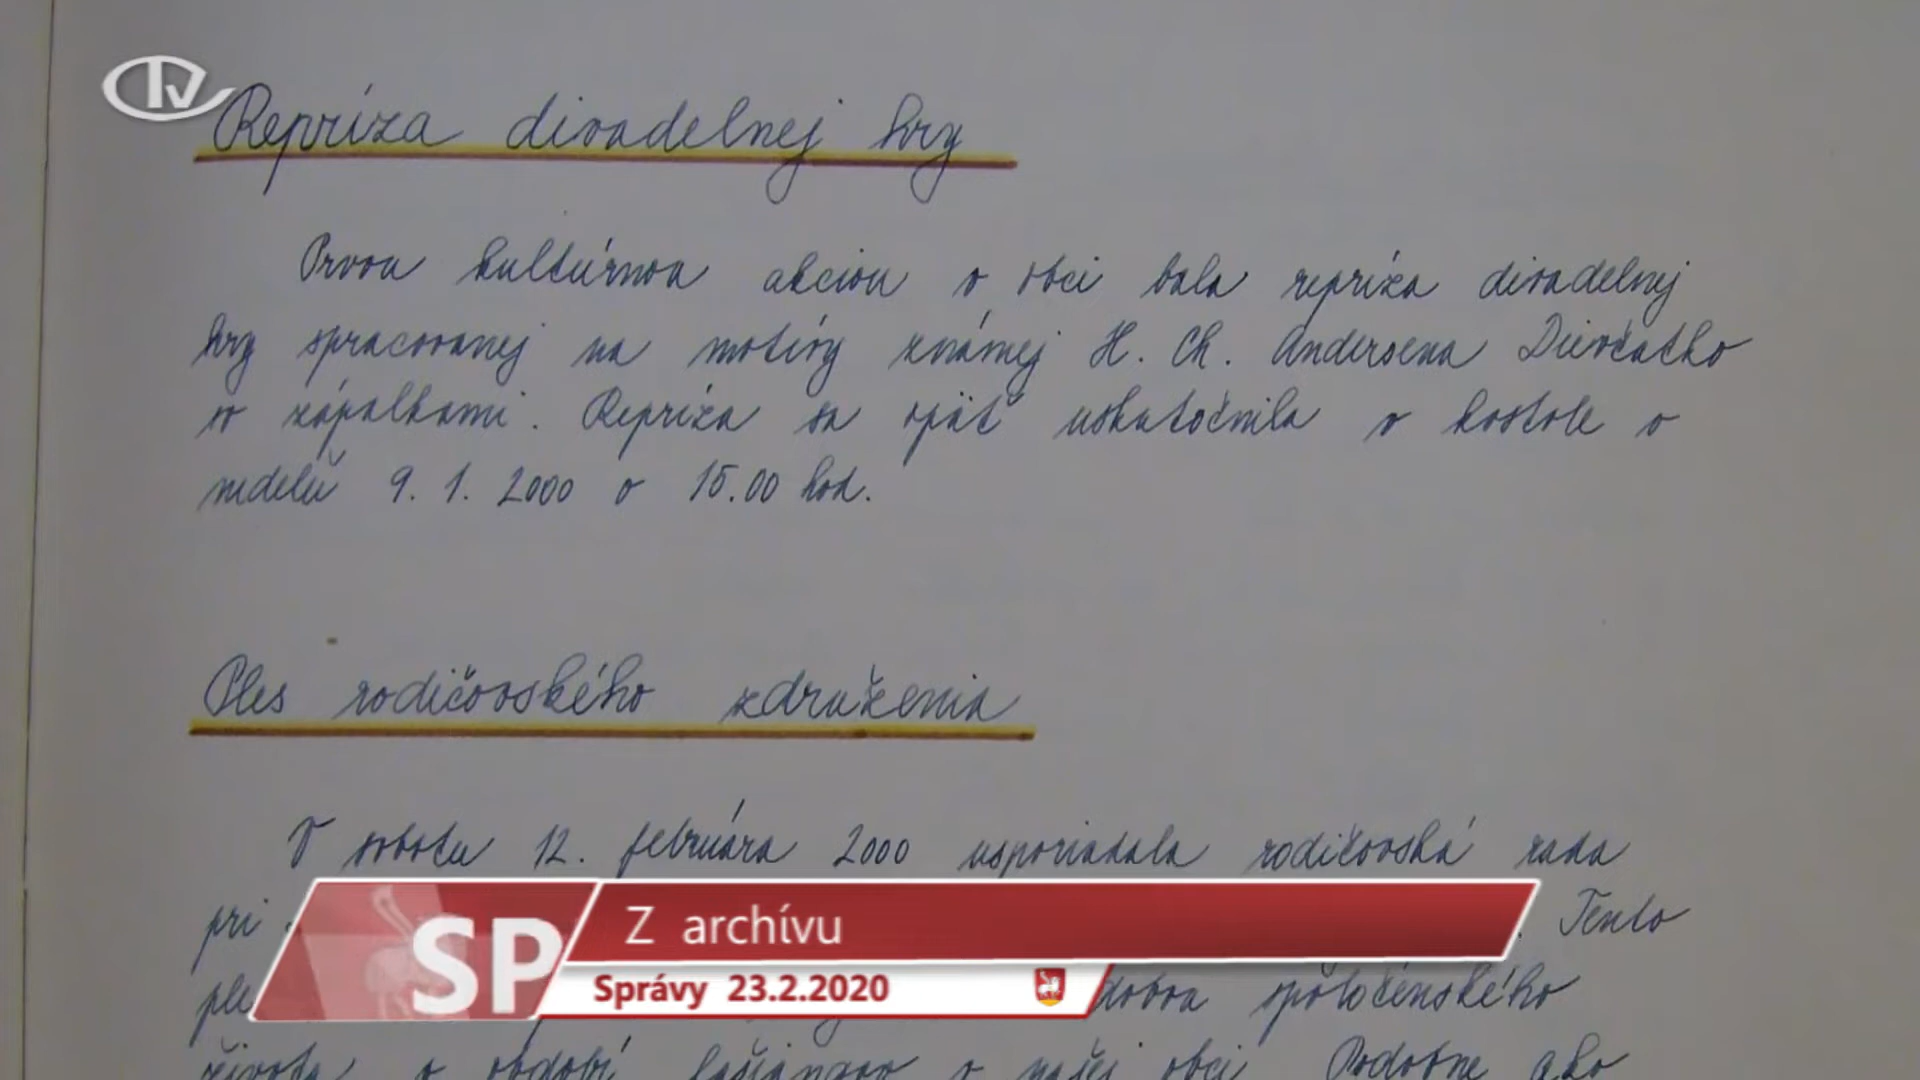 TV
Repríza divadelnej hry
Prvou kultúrnou akciou v obci bola repríza divadelnej
hry spracovanej na motívy známej H. Ch. Andersena Dievčatko
so zápalkami. Repríza sa opäť uskutočnila v kostole v
nedeľu 9. 1. 2000 o 15.00 hod.
Ples rodičovského združenia
V sobotu 12. februára 2000 usporiadala rodičovská rada
pri
. Tento
ple
spoločenského
života v období fašiangov v našej obci Podobne ako
SP
Z archívu
Správy 23.2.2020